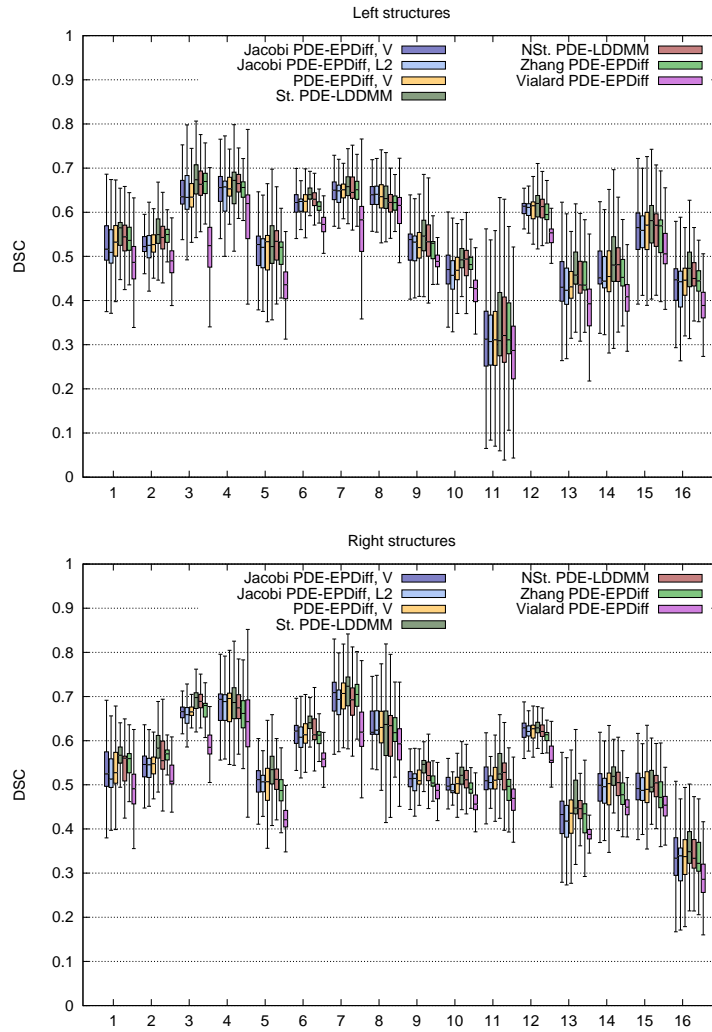 Left structures
1
0.9
0.8
0.7
0.6
0.5
0.4
0.3
0.2
0.1
0
DSC
Jacobi PDE-EPDiff, V
Jacobi PDE-EPDiff, L2
PDE-EPDiff, V
St. PDE-LDDMM
NSt. PDE-LDDMM
Zhang PDE-EPDiff
Vialard PDE-EPDiff
1 2 3 4 5 6 7 8 9 10 11 12 13 14 15 16
Right structures
1
0.9
0.8
0.7
0.6
0.5
0.4
0.3
0.2
0.1
0
DSC
Jacobi PDE-EPDiff, V
Jacobi PDE-EPDiff, L2
PDE-EPDiff, V
St. PDE-LDDMM
NSt. PDE-LDDMM
Zhang PDE-EPDiff
Vialard PDE-EPDiff
1 2 3 4 5 6 7 8 9 10 11 12 13 14 15 16